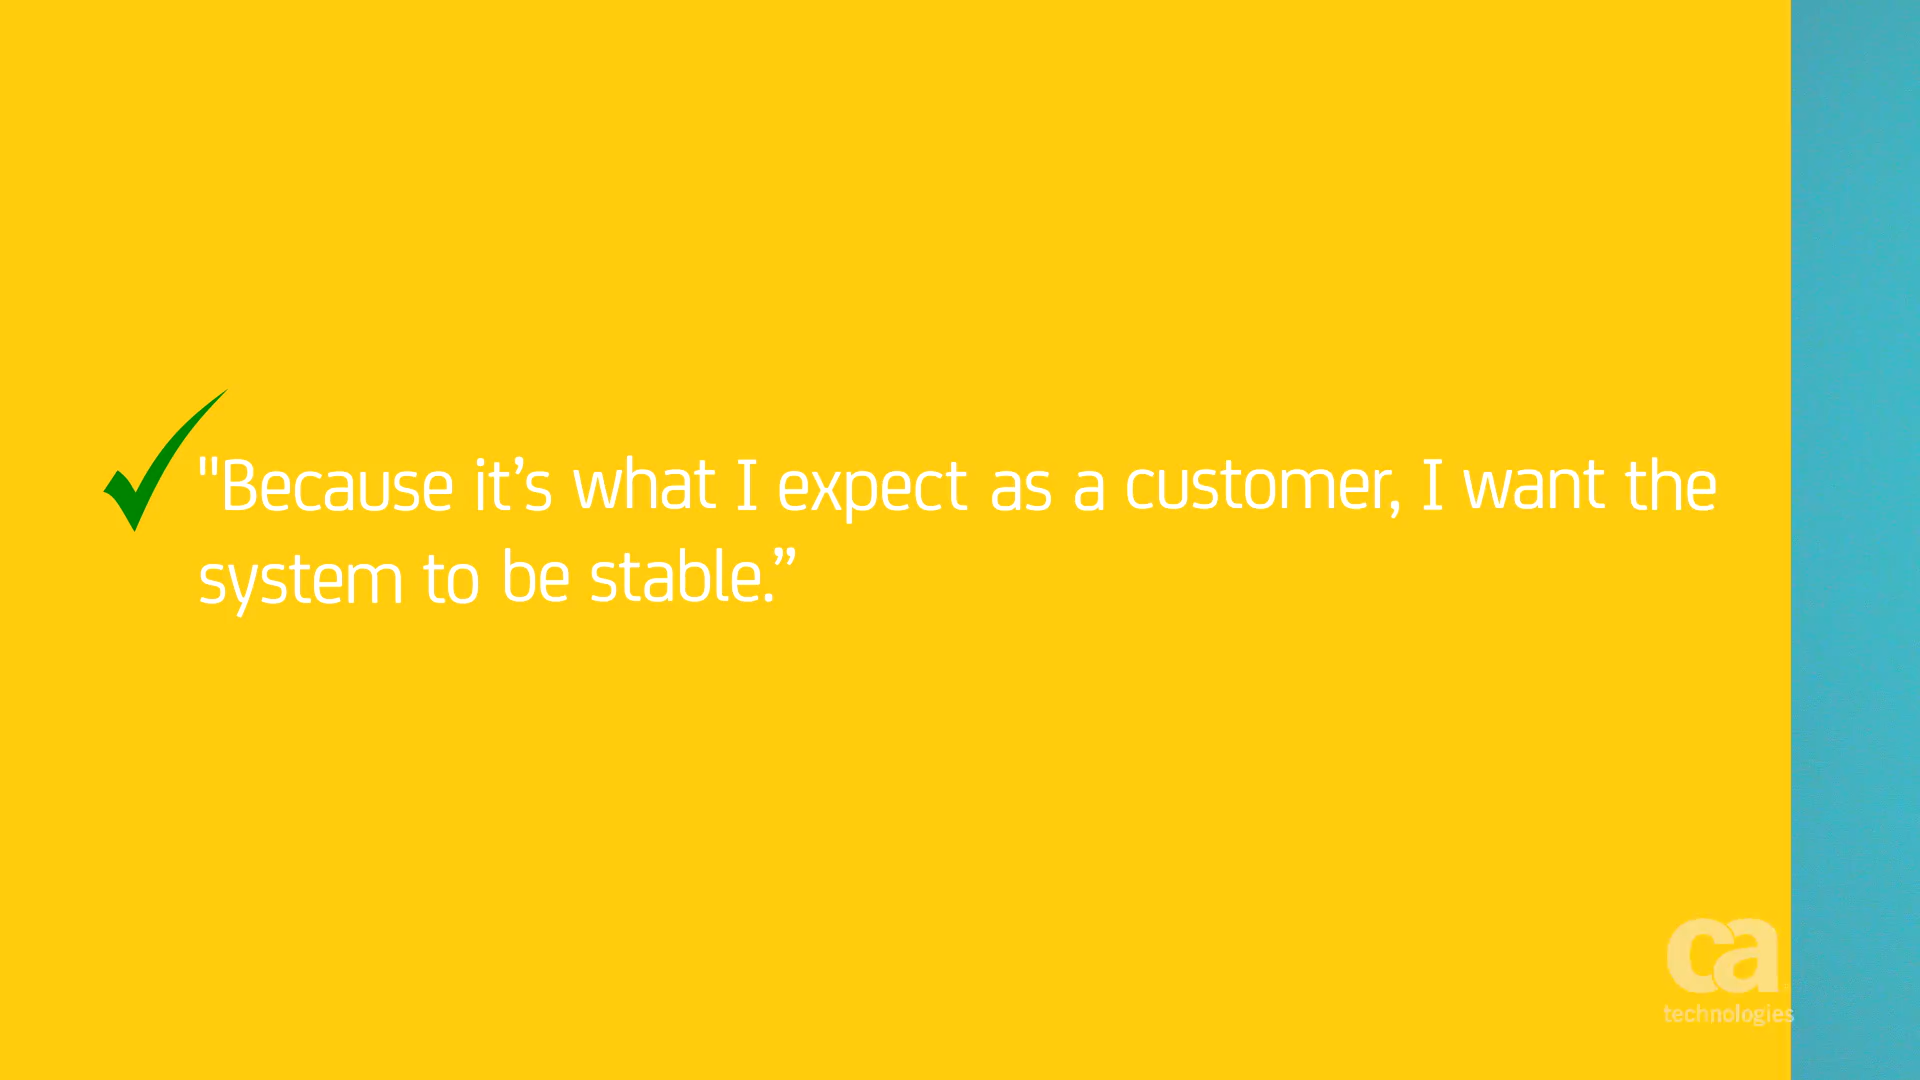 "Because it’s what I expect as a customer, I want the
system to be stable.”
ca
technologies